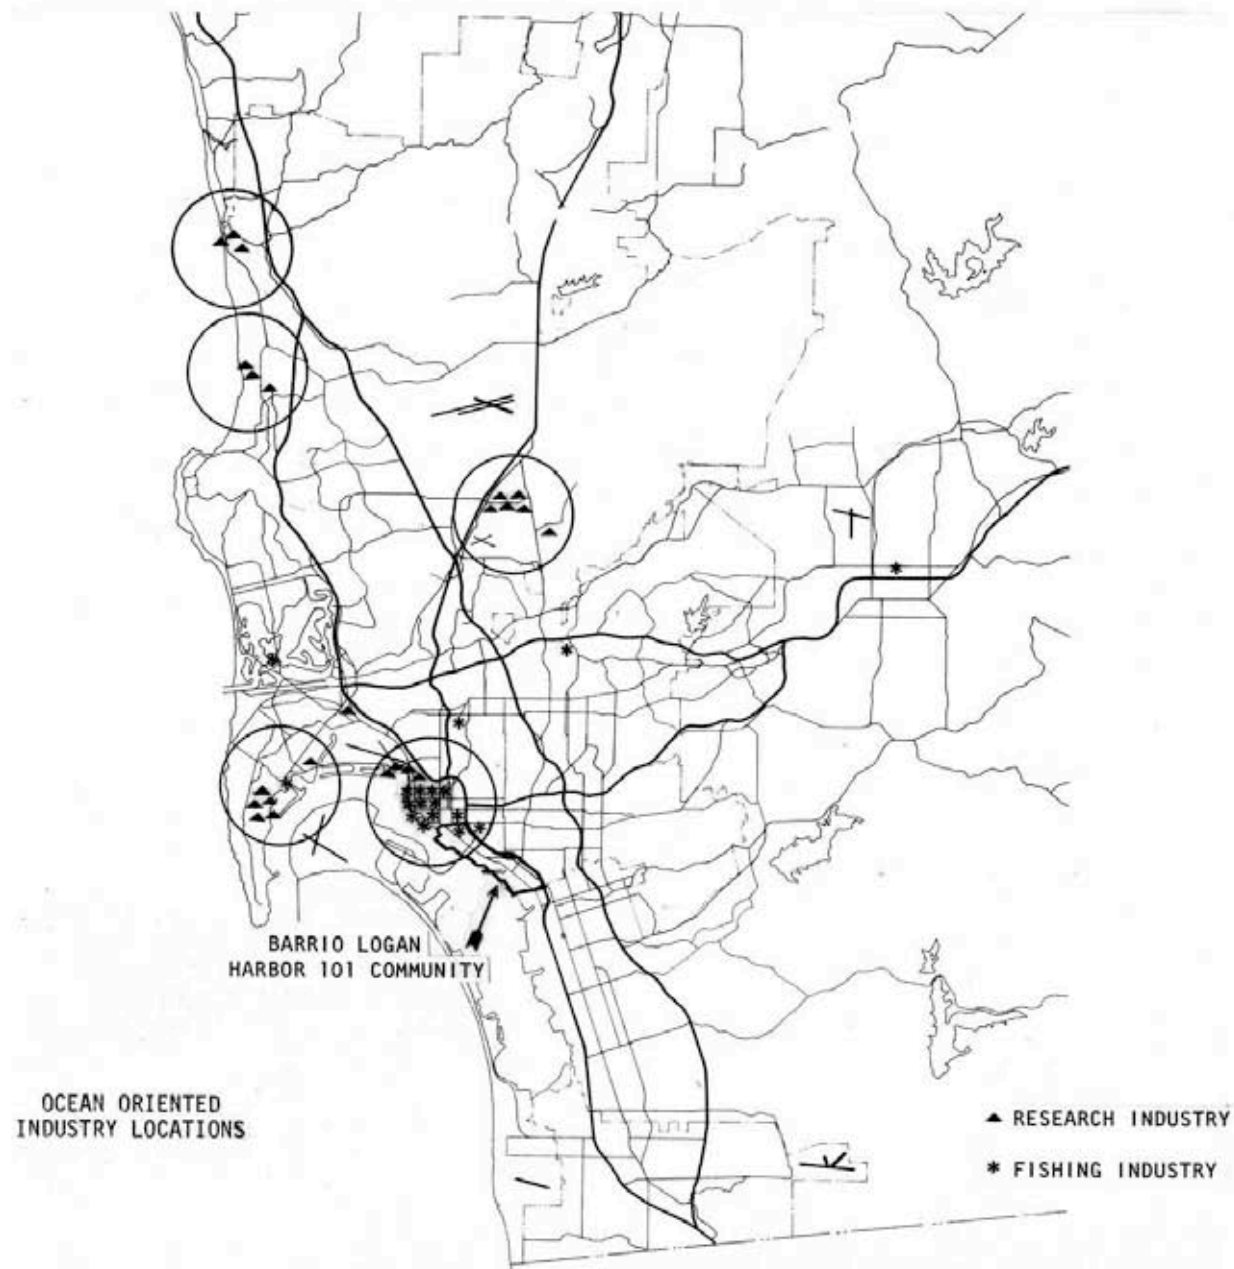 BARRIO LOGAN
HARBOR 101 COMMUNITY
OCEAN ORIENTED
INDUSTRY LOCATIONS
RESEARCH INDUSTRY
FISHING INDUSTRY